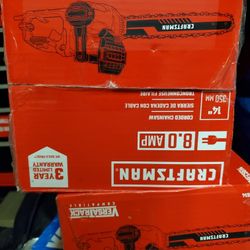 CRAFTSMAN
14"
350 MM
CORDED CHAINSAW
SIERRA DE CADENA CON CABLE
TRONÇONNEUSE FILAIRE
8.0 AMP
3 YEAR
LIMITED
WARRANTY
CRAFTSMAN
VERSATRACK
COMPATIBLE
CRAFTSMAN